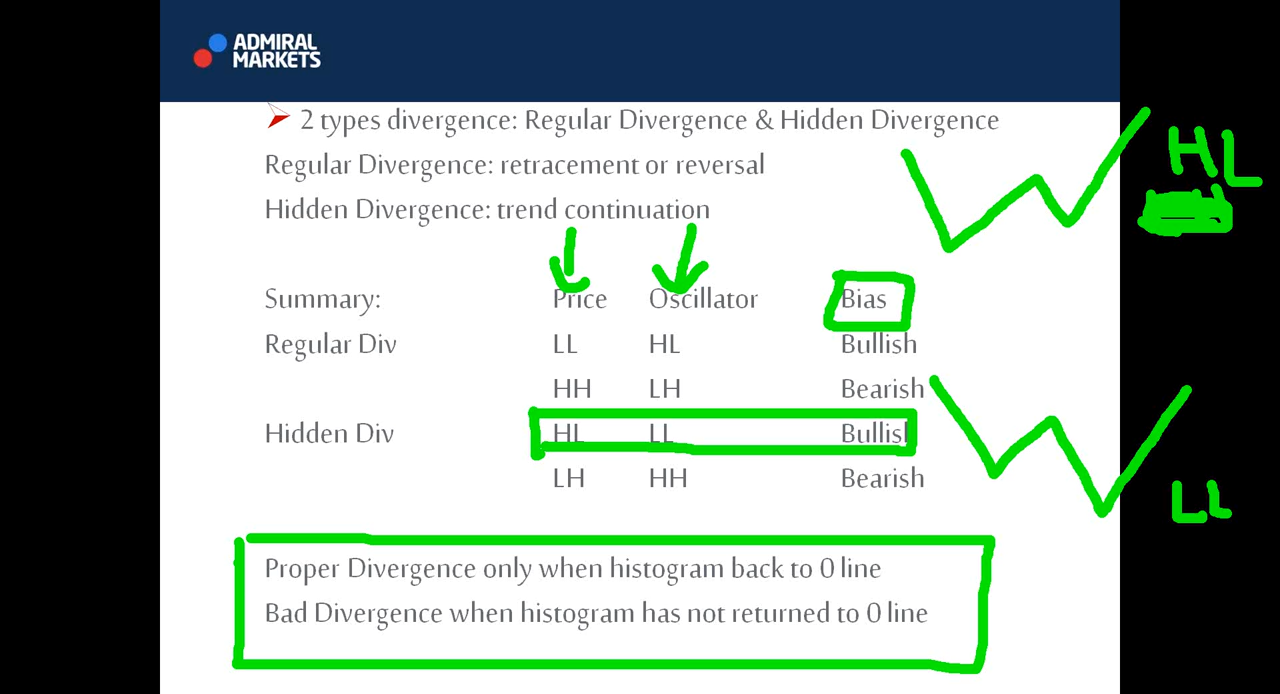 ADMIRAL
MARKETS
2 types divergence: Regular Divergence & Hidden Divergence
HL
Regular Divergence: retracement or reversal
Hidden Divergence: trend continuation
Summary: Price Oscillator Bias
Regular Div LL HL Bullish
HH LH Bearish
Hidden Div HL LL Bullish
LH HH Bearish
LL
Proper Divergence only when histogram back to 0 line
Bad Divergence when histogram has not returned to 0 line